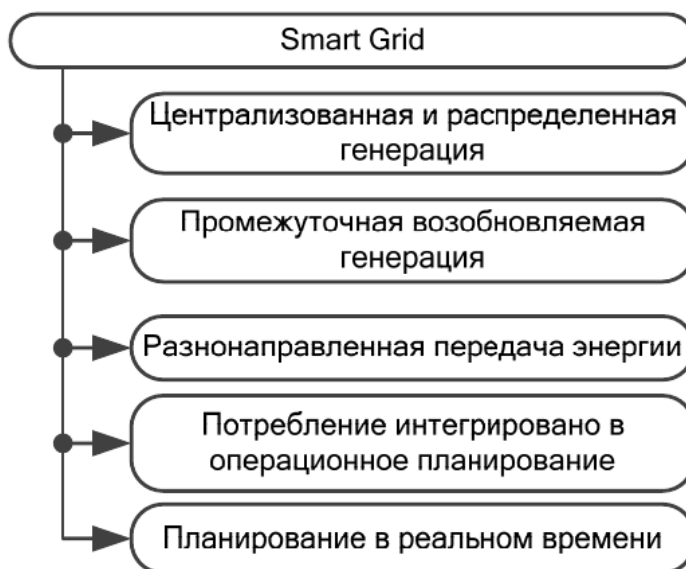 Smart Grid
Централизованная и распределенная
генерация
Промежуточная возобновляемая
генерация
Разнонаправленная передача энергии
Потребление интегрировано в
операционное планирование
Планирование в реальном времени